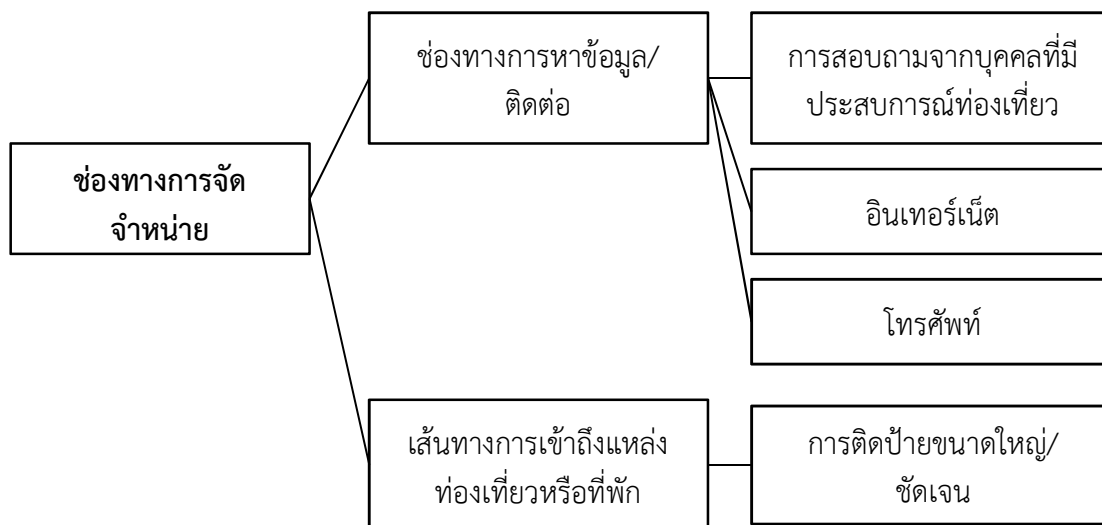 ช่องทางการจัด
จำหน่าย
ช่องทางการหาข้อมูล/
ติดต่อ
การสอบถามจากบุคคลที่มี
ประสบการณ์ท่องเที่ยว
อินเทอร์เน็ต
โทรศัพท์
เส้นทางการเข้าถึงแหล่ง
ท่องเที่ยวหรือที่พัก
การติดป้ายขนาดใหญ่/
ชัดเจน